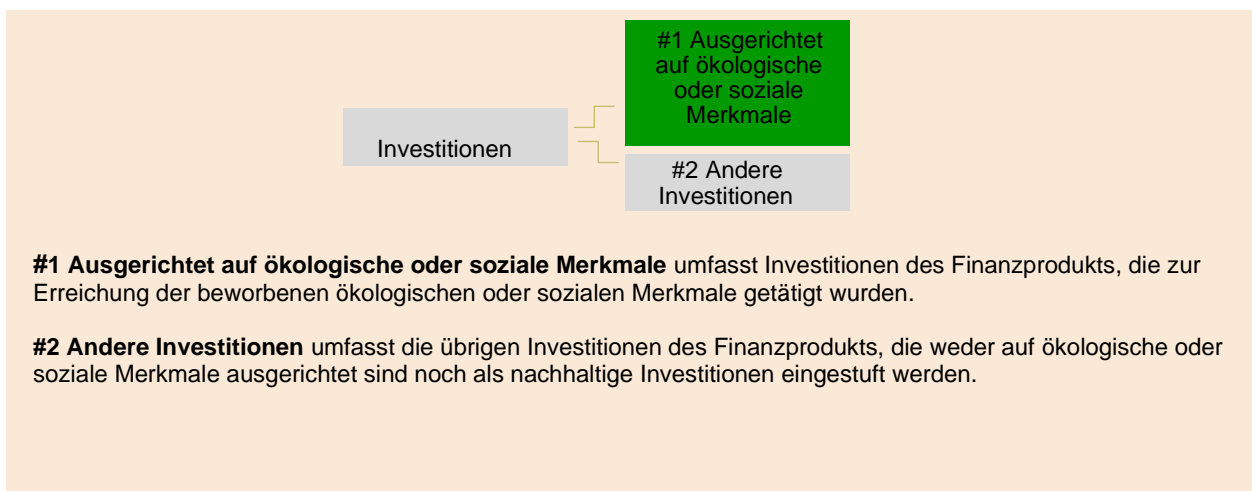 #1 Ausgerichtet
auf ökologische
oder soziale
Merkmale
Investitionen
#2 Andere
Investitionen
#1 Ausgerichtet auf ökologische oder soziale Merkmale umfasst Investitionen des Finanzprodukts, die zur
Erreichung der beworbenen ökologischen oder sozialen Merkmale getätigt wurden.
#2 Andere Investitionen umfasst die übrigen Investitionen des Finanzprodukts, die weder auf ökologische oder
soziale Merkmale ausgerichtet sind noch als nachhaltige Investitionen eingestuft werden.